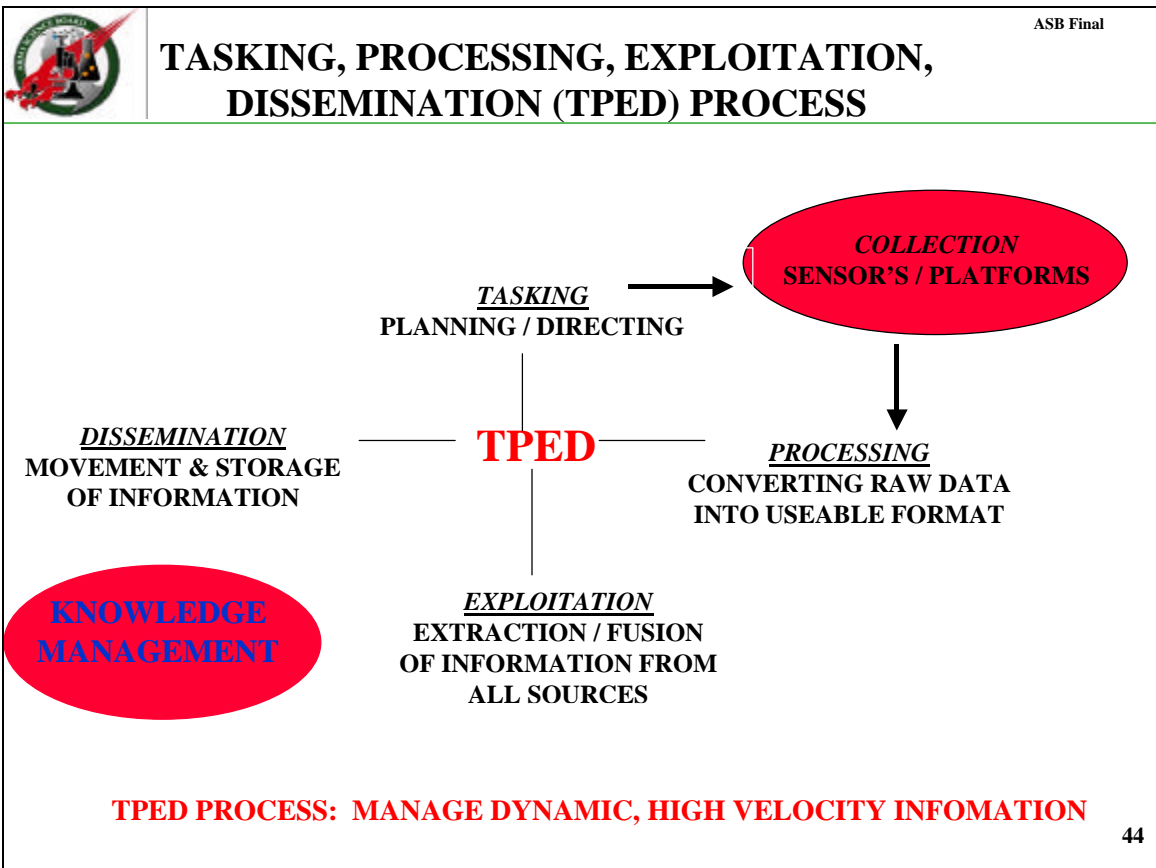 ASB Final
TASKING, PROCESSING, EXPLOITATION,
DISSEMINATION (TPED) PROCESS
COLLECTION
SENSOR'S / PLATFORMS
TASKING
PLANNING / DIRECTING
DISSEMINATION
MOVEMENT & STORAGE
OF INFORMATION
TPED
PROCESSING
CONVERTING RAW DATA
INTO USEABLE FORMAT
KNOWLEDGE
MANAGEMENT
EXPLOITATION
EXTRACTION / FUSION
OF INFORMATION FROM
ALL SOURCES
TPED PROCESS: MANAGE DYNAMIC, HIGH VELOCITY INFOMATION
44